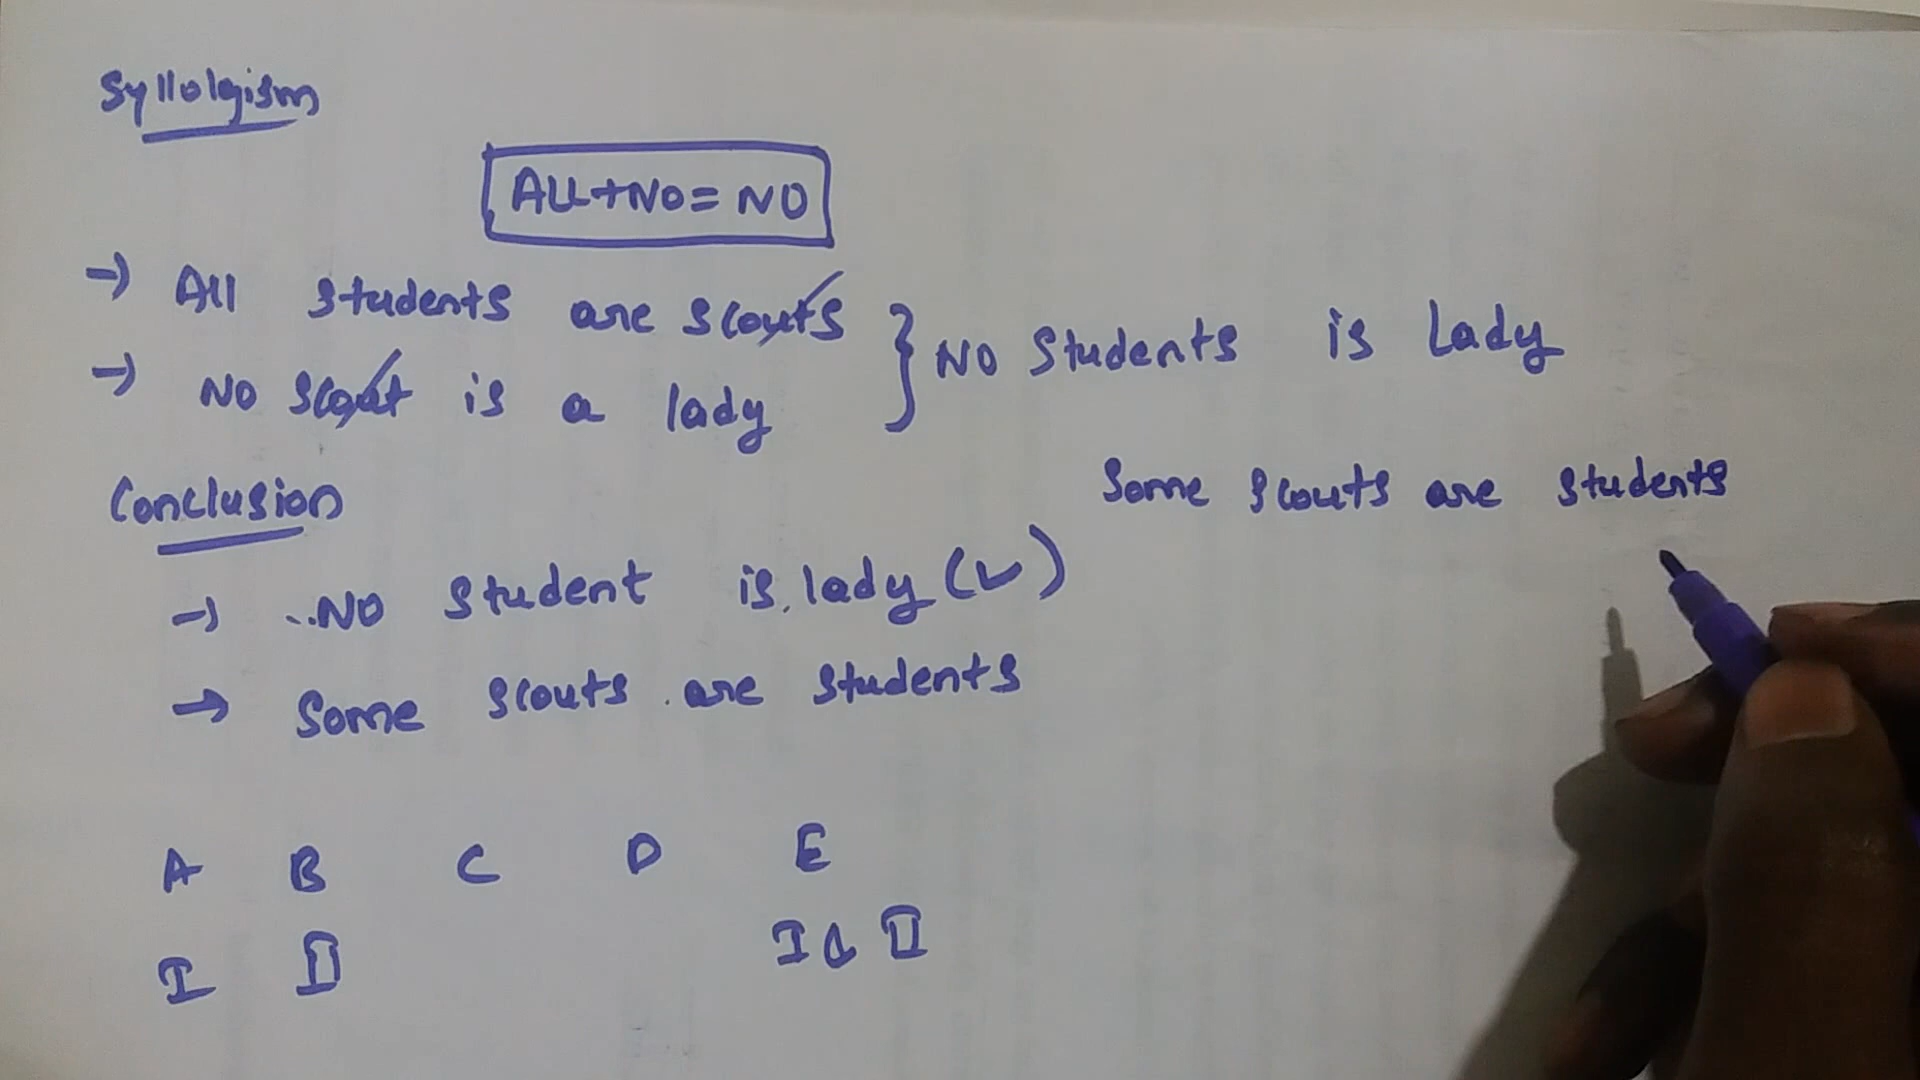 Syllolgism
ALL+NO=NO
→ All students are scouts
→ NO scout is a lady
} NO Students is Lady
Conclusion
Some scouts are students
→ ..NO student is lady (✓)
→ Some scouts are students
A B C D E
I II I & II